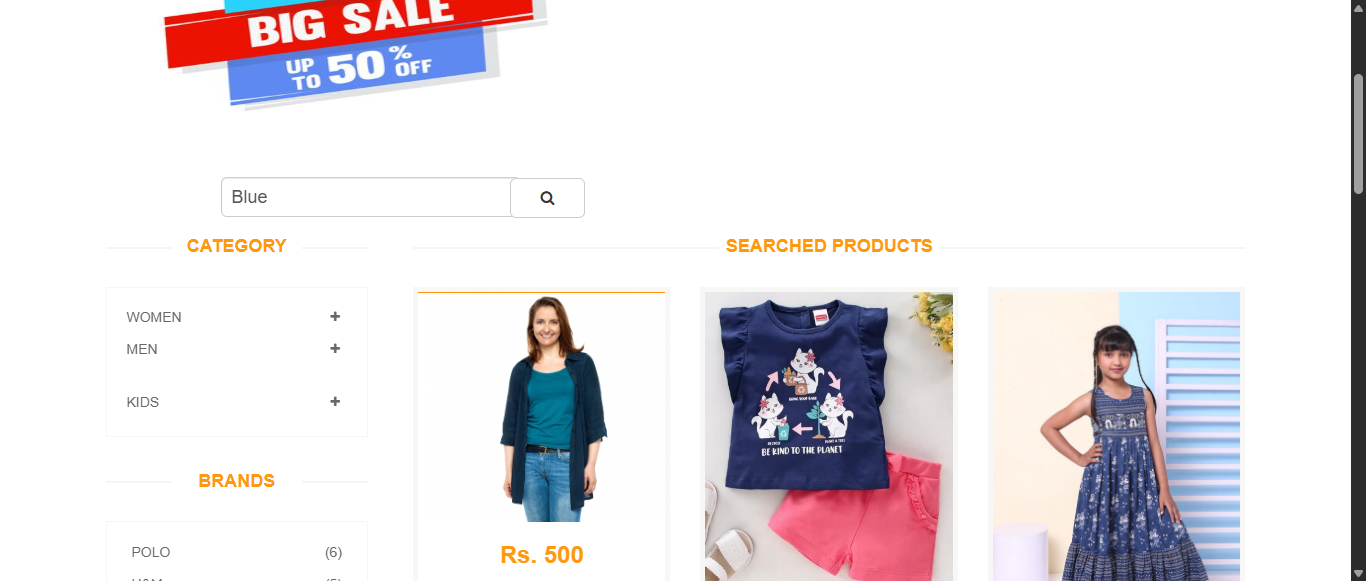 BIG SALE
UP TO 50% OFF
Blue
CATEGORY
SEARCHED PRODUCTS
WOMEN
MEN
KIDS
BRANDS
POLO (6)
Rs. 500
BE KIND TO THE PLANET